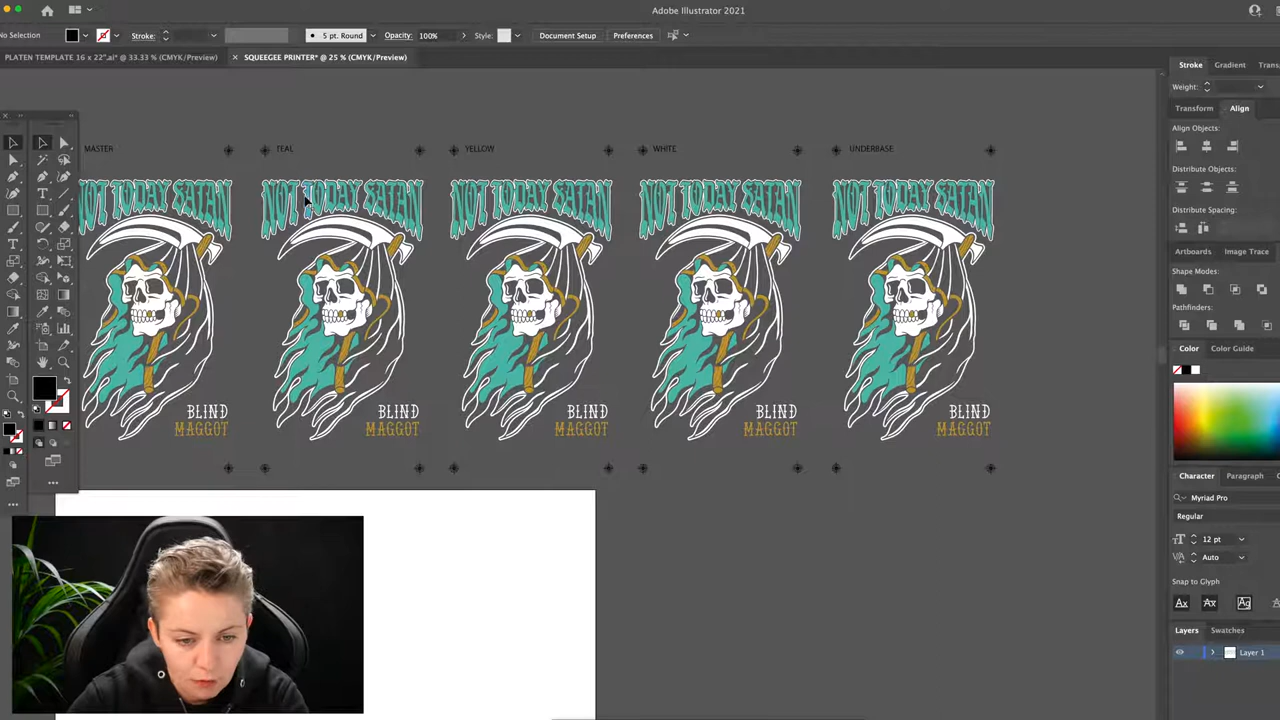 Adobe Illustrator 2021
No Selection
Stroke:
5 pt. Round
Opacity:
100%
Style:
Document Setup
Preferences
PLATEN TEMPLATE 16 x 22".ai* @ 33.33 % (CMYK/Preview)
SQUEEGEE PRINTER* @ 25 % (CMYK/Preview)
MASTER
TEAL
YELLOW
WHITE
UNDERBASE
NOT TODAY SATAN
NOT TODAY SATAN
NOT TODAY SATAN
NOT TODAY SATAN
NOT TODAY SATAN
BLIND
MAGGOT
BLIND
MAGGOT
BLIND
MAGGOT
BLIND
MAGGOT
BLIND
MAGGOT
Stroke
Gradient
Trans
Weight:
Transform
Align
Align Objects:
Distribute Objects:
Distribute Spacing:
Artboards
Image Trace
Shape Modes:
Pathfinders:
Color
Color Guide
Character
Paragraph
Myriad Pro
Regular
12 pt
Auto
Snap to Glyph
Layers
Swatches
Layer 1